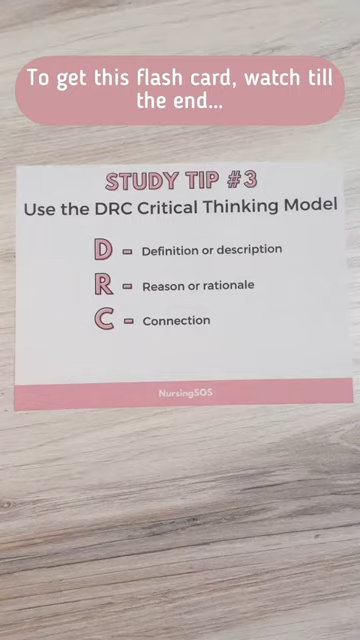 To get this flash card, watch till
the end...
STUDY TIP #3
Use the DRC Critical Thinking Model
D - Definition or description
R - Reason or rationale
C - Connection
NursingSOS